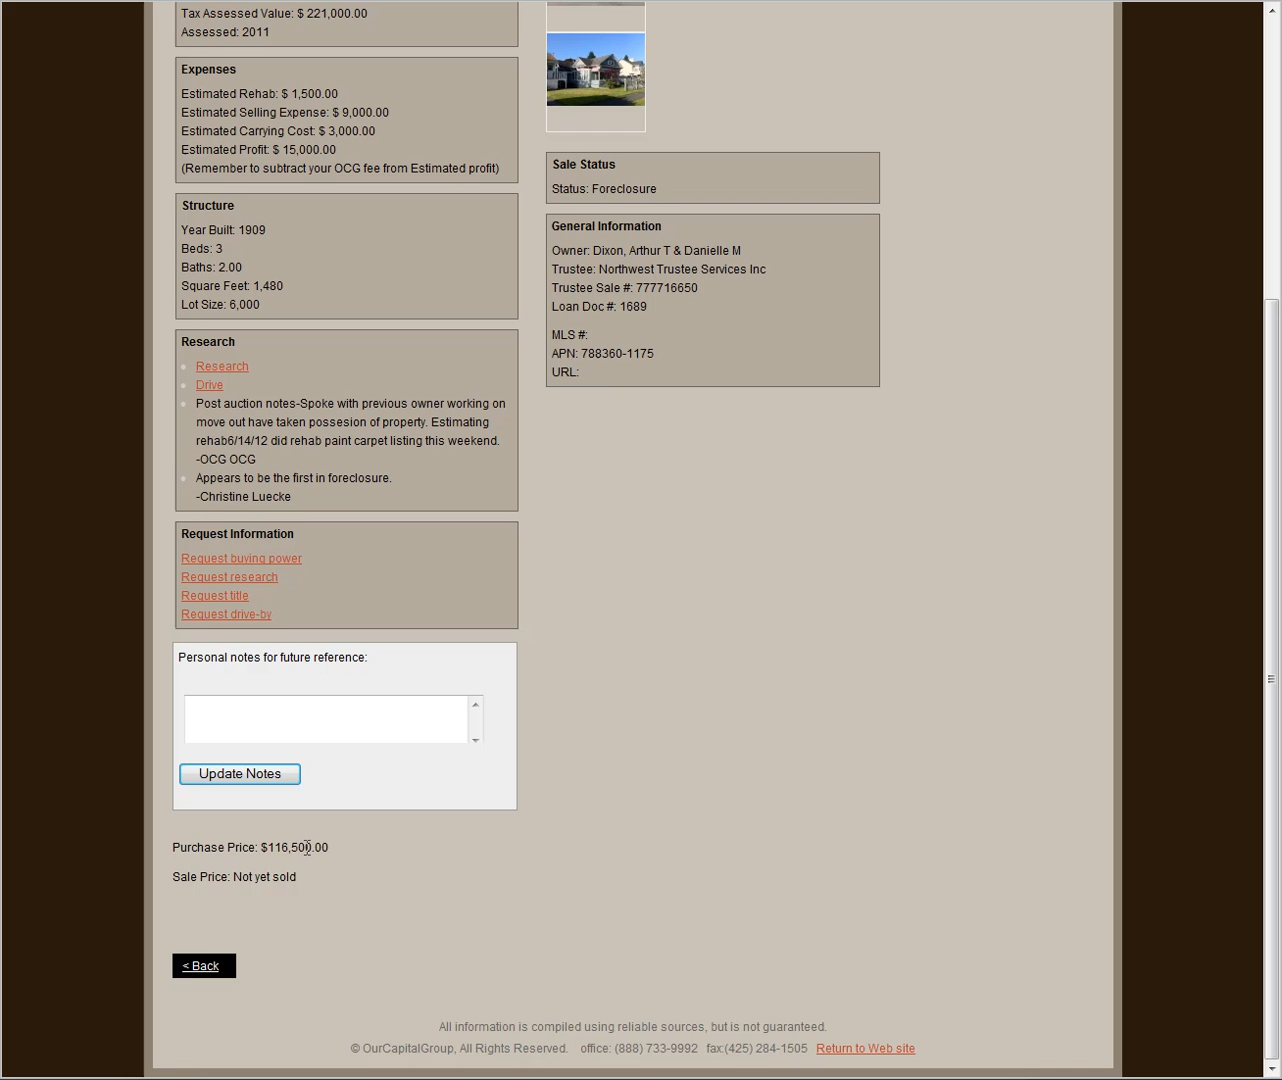 Tax Assessed Value: $ 221,000.00
Assessed: 2011
Expenses
Estimated Rehab: $ 1,500.00
Estimated Selling Expense: $ 9,000.00
Estimated Carrying Cost: $ 3,000.00
Estimated Profit: $ 15,000.00
(Remember to subtract your OCG fee from Estimated profit)
Structure
Year Built: 1909
Beds: 3
Baths: 2.00
Square Feet: 1,480
Lot Size: 6,000
Research
Research
Drive
Post auction notes-Spoke with previous owner working on
move out have taken possesion of property. Estimating
rehab6/14/12 did rehab paint carpet listing this weekend.
-OCG OCG
Appears to be the first in foreclosure.
-Christine Luecke
Request Information
Request buying power
Request research
Request title
Request drive-by
Personal notes for future reference:
Update Notes
Purchase Price: $116,500.00
Sale Price: Not yet sold
< Back
Sale Status
Status: Foreclosure
General Information
Owner: Dixon, Arthur T & Danielle M
Trustee: Northwest Trustee Services Inc
Trustee Sale #: 777716650
Loan Doc #: 1689
MLS #:
APN: 788360-1175
URL:
All information is compiled using reliable sources, but is not guaranteed.
© OurCapitalGroup, All Rights Reserved. office: (888) 733-9992 fax:(425) 284-1505 Return to Web site